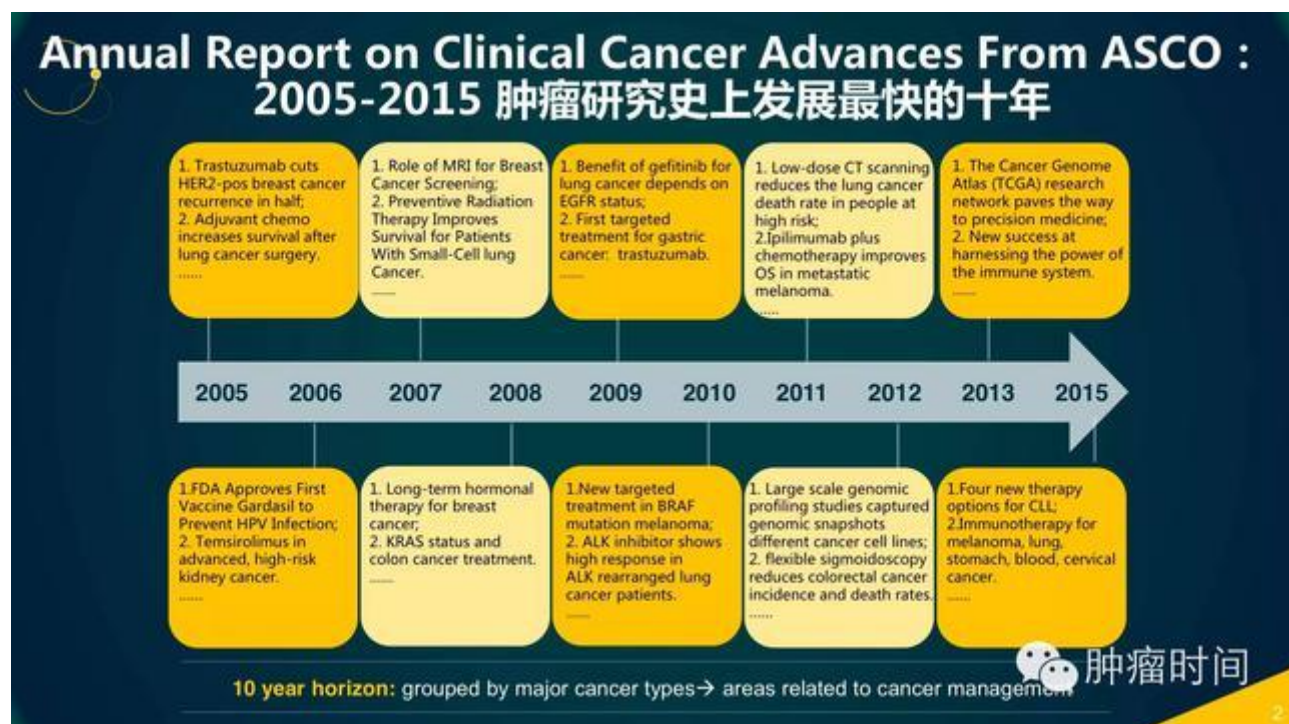 Annual Report on Clinical Cancer Advances From ASCO：
2005-2015 肿瘤研究史上发展最快的十年
1. Trastuzumab cuts
HER2-pos breast cancer
recurrence in half;
2. Adjuvant chemo
increases survival after
lung cancer surgery.
......
1. Role of MRI for Breast
Cancer Screening;
2. Preventive Radiation
Therapy Improves
Survival for Patients
With Small-Cell lung
Cancer.
......
1. Benefit of gefitinib for
lung cancer depends on
EGFR status;
2. First targeted
treatment for gastric
cancer: trastuzumab.
......
1. Low-dose CT scanning
reduces the lung cancer
death rate in people at
high risk;
2.Ipilimumab plus
chemotherapy improves
OS in metastatic
melanoma.
......
1. The Cancer Genome
Atlas (TCGA) research
network paves the way
to precision medicine;
2. New success at
harnessing the power of
the immune system.
......
2005 2006 2007 2008 2009 2010 2011 2012 2013 2015
1.FDA Approves First
Vaccine Gardasil to
Prevent HPV Infection;
2. Temsirolimus in
advanced, high-risk
kidney cancer.
......
1. Long-term hormonal
therapy for breast
cancer;
2. KRAS status and
colon cancer treatment.
......
1.New targeted
treatment in BRAF
mutation melanoma;
2. ALK inhibitor shows
high response in
ALK rearranged lung
cancer patients.
......
1. Large scale genomic
profiling studies captured
genomic snapshots
different cancer cell lines;
2. flexible sigmoidoscopy
reduces colorectal cancer
incidence and death rates.
......
1.Four new therapy
options for CLL;
2.Immunotherapy for
melanoma, lung,
stomach, blood, cervical
cancer.
......
肿瘤时间
10 year horizon: grouped by major cancer types→ areas related to cancer management
2